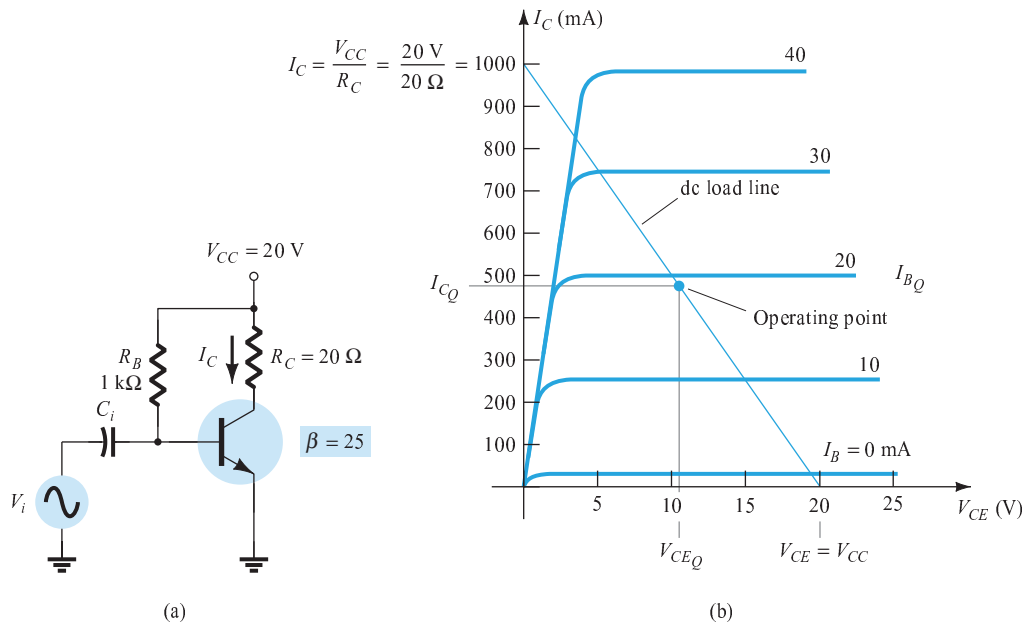 V_CC = 20 V
R_B
1 kΩ
I_C
R_C = 20 Ω
C_i
β = 25
V_i
(a)
I_C (mA)
I_C = V_CC / R_C = 20 V / 20 Ω = 1000
900
800
700
600
500
400
300
200
100
I_CQ
40
30
dc load line
20
I_BQ
Operating point
10
I_B = 0 mA
5
10
15
20
25
V_CE (V)
V_CEQ
V_CE = V_CC
(b)